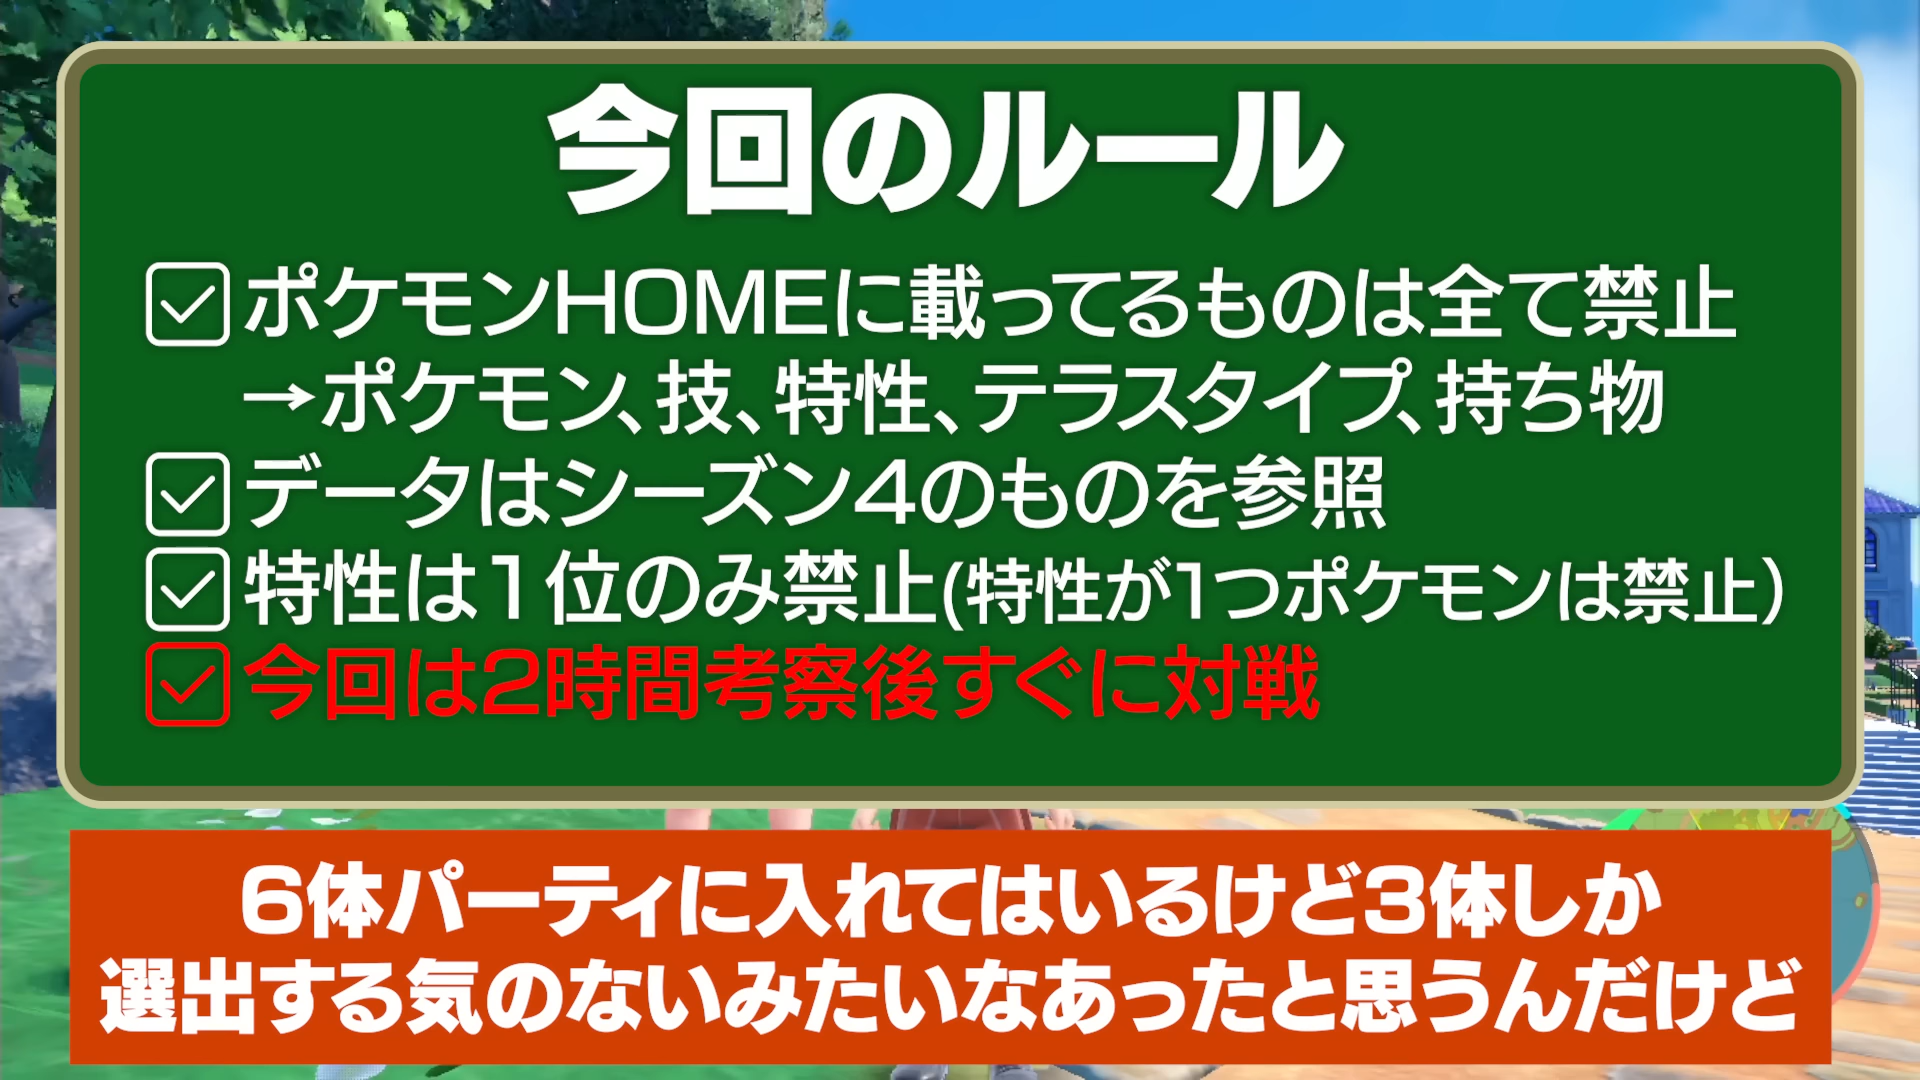 今回のルール
ポケモンHOMEに載ってるものは全て禁止
→ポケモン、技、特性、テラスタイプ、持ち物
データはシーズン4のものを参照
特性は1位のみ禁止(特性が1つポケモンは禁止)
今回は2時間考察後すぐに対戦
6体パーティに入れてはいるけど3体しか
選出する気のないみたいなあったと思うんだけど